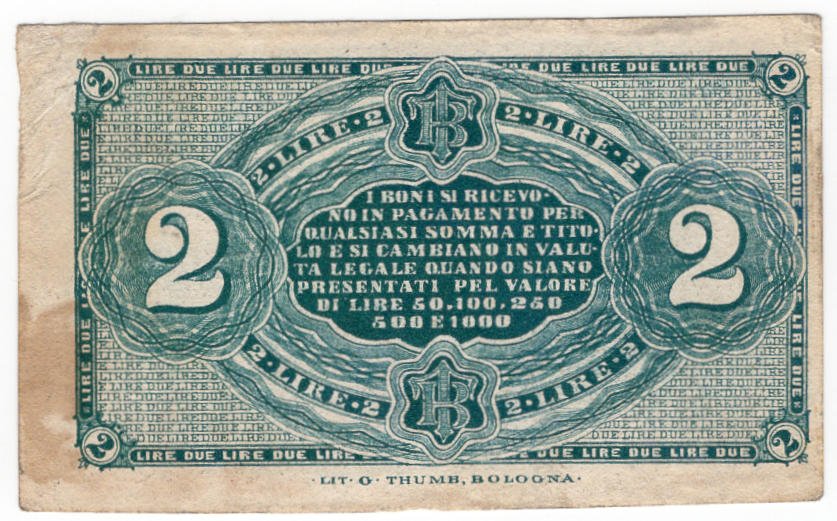 2 LIRE DUE LIRE DUE LIRE DUE LIRE DUE LIRE DUE LIRE DUE 2
2·LIRE·2 2·LIRE·2
I BONI SI RICEVO-
NO IN PAGAMENTO PER
QUALSIASI SOMMA E TITO-
LO E SI CAMBIANO IN VALU-
TA LEGALE QUANDO SIANO
PRESENTATI PEL VALORE
DI LIRE 50, 100, 250
500 E 1000
2 2
2·LIRE·2 2·LIRE·2
2 LIRE DUE LIRE DUE LIRE DUE LIRE DUE LIRE DUE LIRE DUE 2
·LIT· G· THUMB, BOLOGNA·